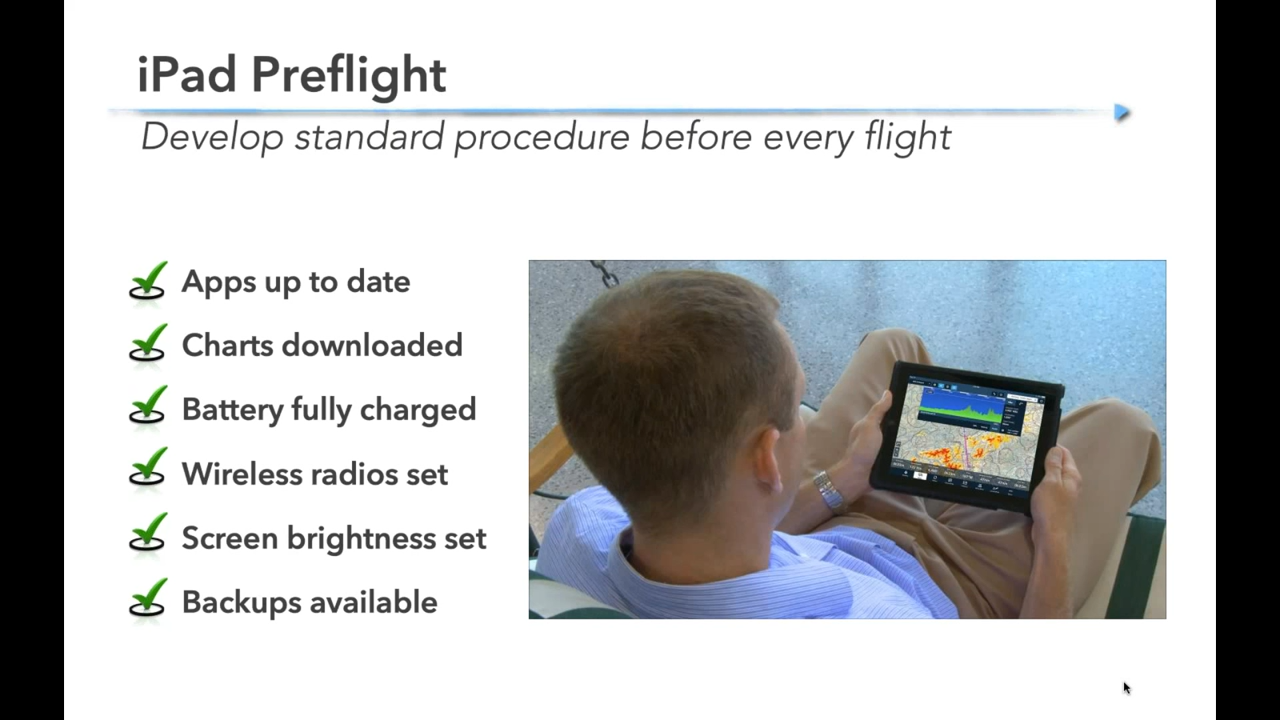 iPad Preflight
Develop standard procedure before every flight
Apps up to date
Charts downloaded
Battery fully charged
Wireless radios set
Screen brightness set
Backups available